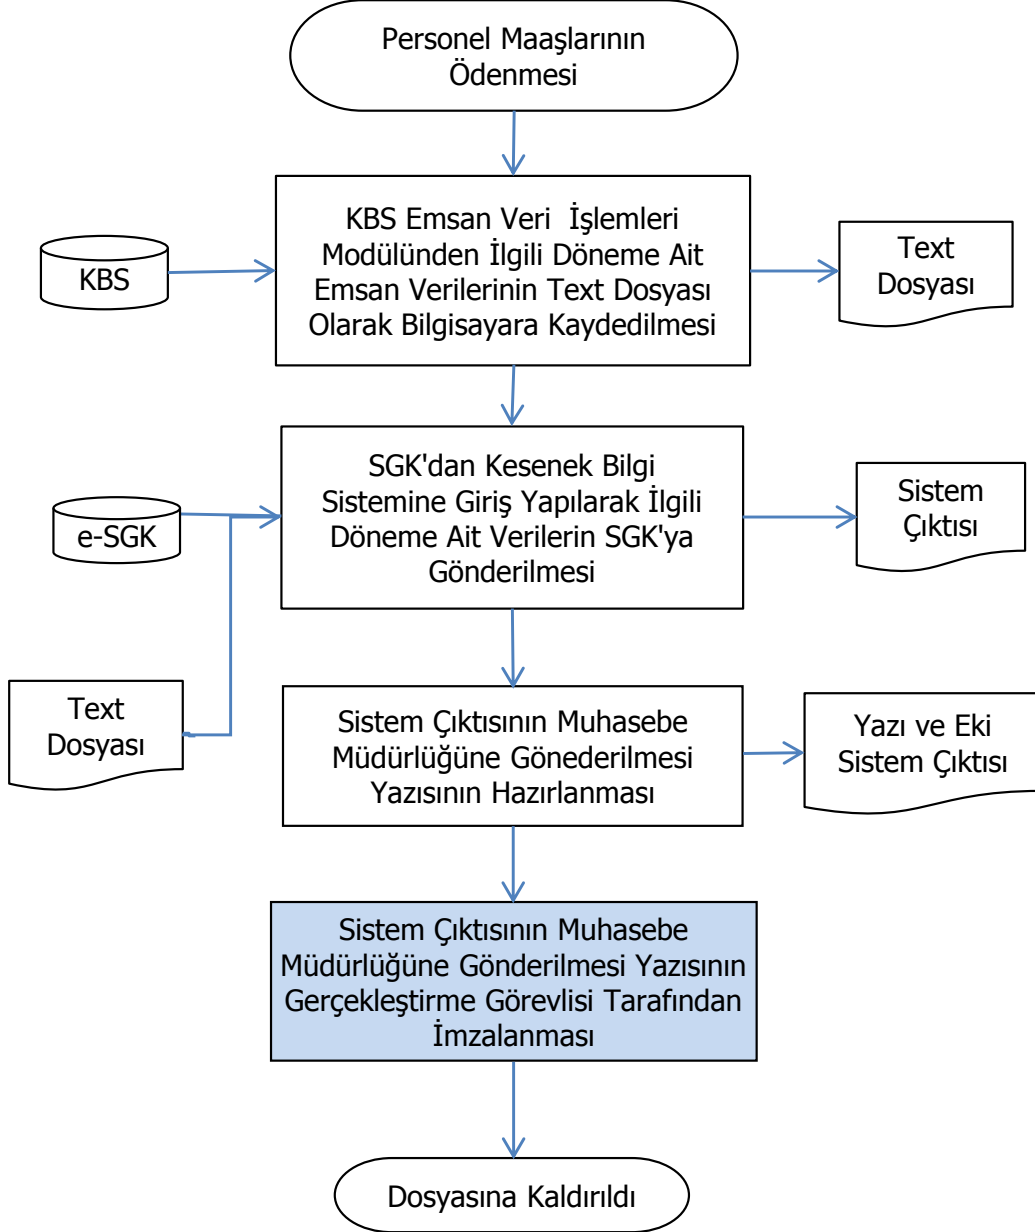 Personel Maaşlarının
Ödenmesi
KBS Emsan Veri  İşlemleri
Modülünden İlgili Döneme Ait
Emsan Verilerinin Text Dosyası
Olarak Bilgisayara Kaydedilmesi
KBS
Text
Dosyası
SGK'dan Kesenek Bilgi
Sistemine Giriş Yapılarak İlgili
Döneme Ait Verilerin SGK'ya
Gönderilmesi
e-SGK
Sistem
Çıktısı
Text
Dosyası
Sistem Çıktısının Muhasebe
Müdürlüğüne Gönederilmesi
Yazısının Hazırlanması
Yazı ve Eki
Sistem Çıktısı
Sistem Çıktısının Muhasebe
Müdürlüğüne Gönderilmesi Yazısının
Gerçekleştirme Görevlisi Tarafından
İmzalanması
Dosyasına Kaldırıldı